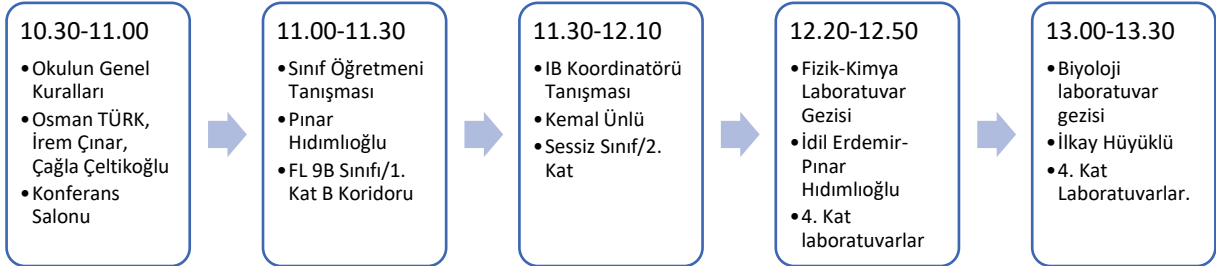 10.30-11.00
•Okulun Genel
Kuralları
•Osman TÜRK,
İrem Çınar,
Çağla Çeltikoğlu
•Konferans
Salonu
11.00-11.30
•Sınıf Öğretmeni
Tanışması
•Pınar
Hıdımlıoğlu
•FL 9B Sınıfı/1.
Kat B Koridoru
11.30-12.10
•IB Koordinatörü
Tanışması
•Kemal Ünlü
•Sessiz Sınıf/2.
Kat
12.20-12.50
•Fizik-Kimya
Laboratuvar
Gezisi
•İdil Erdemir-
Pınar
Hıdımlıoğlu
•4. Kat
laboratuvarlar
13.00-13.30
•Biyoloji
laboratuvar
gezisi
•İlkay Hüyüklü
•4. Kat
Laboratuvarlar.